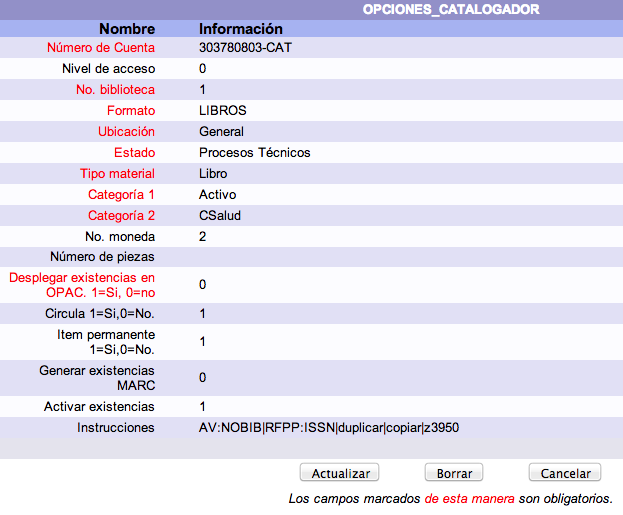 OPCIONES_CATALOGADOR
Nombre Información
Número de Cuenta 303780803-CAT
Nivel de acceso 0
No. biblioteca 1
Formato LIBROS
Ubicación General
Estado Procesos Técnicos
Tipo material Libro
Categoría 1 Activo
Categoría 2 CSalud
No. moneda 2
Número de piezas
Desplegar existencias en
OPAC. 1=Si, 0=no 0
Circula 1=Si,0=No. 1
Item permanente
1=Si,0=No. 1
Generar existencias
MARC 0
Activar existencias 1
Instrucciones AV:NOBIB|RFPP:ISSN|duplicar|copiar|z3950
Actualizar Borrar Cancelar
Los campos marcados de esta manera son obligatorios.